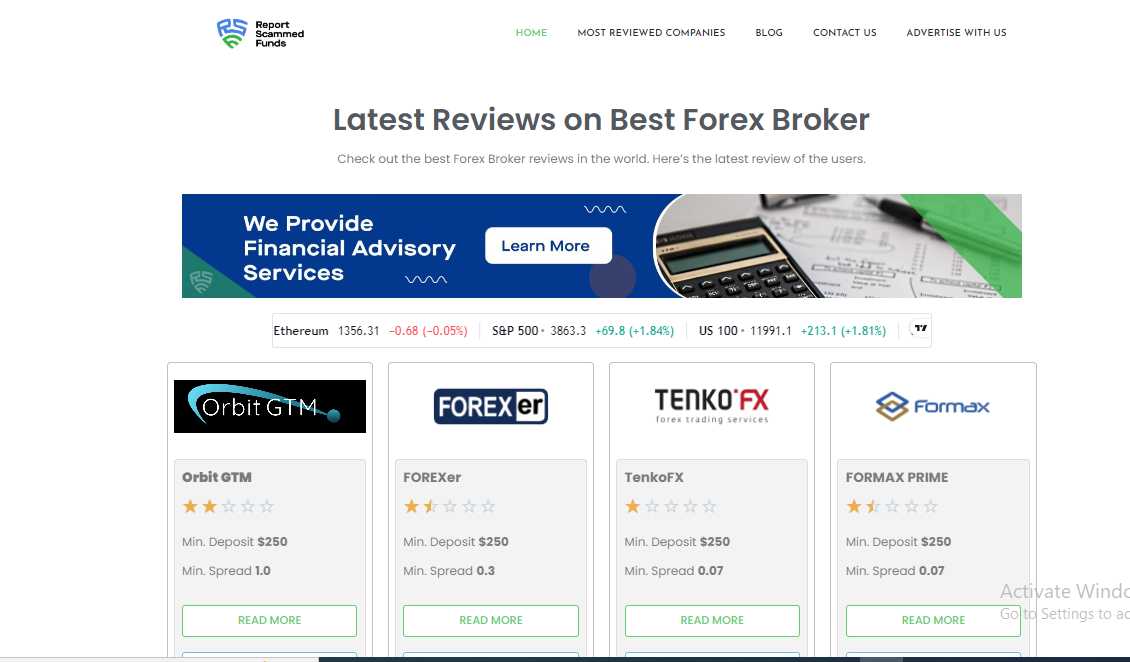 Report
Scammed
Funds
HOME MOST REVIEWED COMPANIES BLOG CONTACT US ADVERTISE WITH US
Latest Reviews on Best Forex Broker
Check out the best Forex Broker reviews in the world. Here's the latest review of the users.
We Provide
Financial Advisory
Services
Learn More
Ethereum 1356.31 −0.68 (−0.05%) S&P 500 3863.3 +69.8 (+1.84%) US 100 11991.1 +213.1 (+1.81%)
Orbit GTM
FOREXer
TENKOFX
forex trading services
Formax
Orbit GTM
Min. Deposit $250
Min. Spread 1.0
READ MORE
FOREXer
Min. Deposit $250
Min. Spread 0.3
READ MORE
TenkoFX
Min. Deposit $250
Min. Spread 0.07
READ MORE
FORMAX PRIME
Min. Deposit $250
Min. Spread 0.07
READ MORE
Activate Windo
Go to Settings to ac